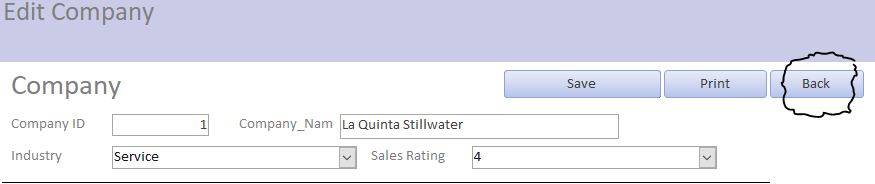 Edit Company
Company Save Print Back
Company ID 1 Company_Nam La Quinta Stillwater
Industry Service Sales Rating 4